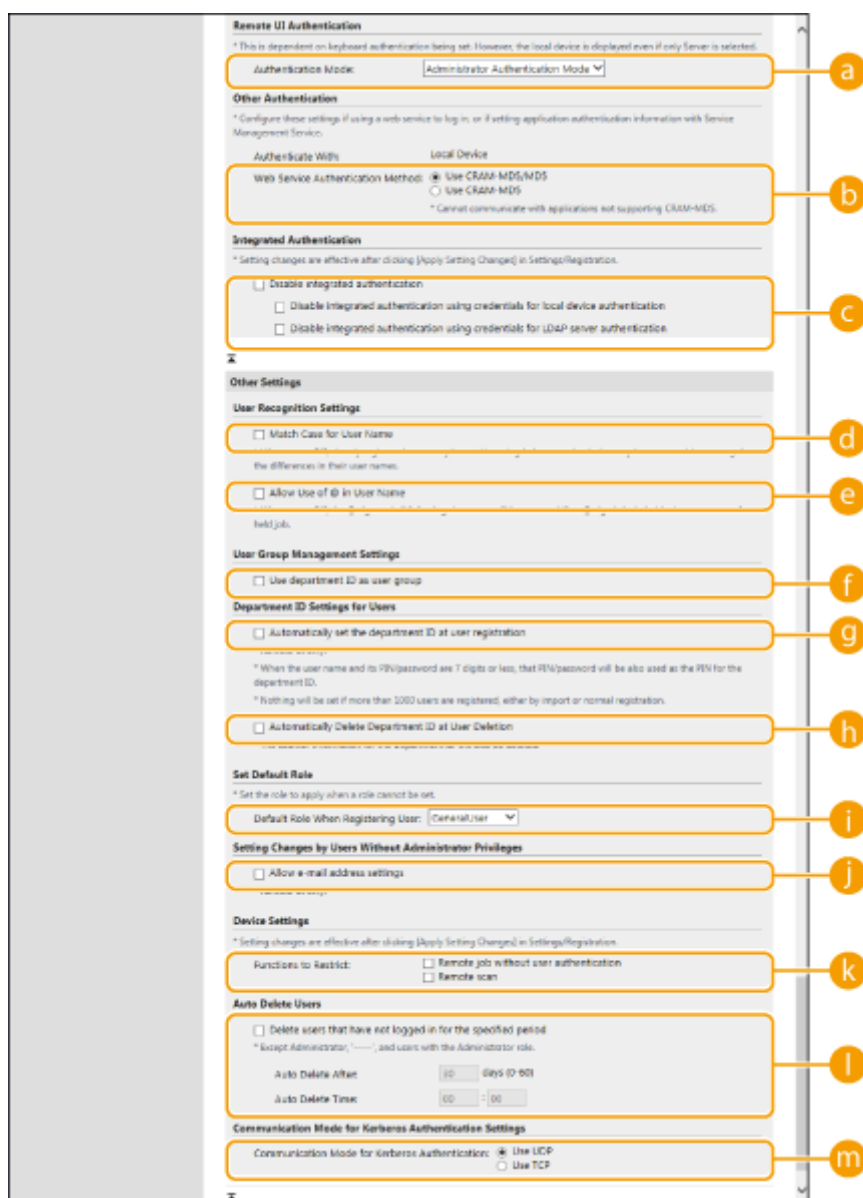 Remote UI Authentication
* This is dependent on keyboard authentication being set. However, the local device is displayed even if only Server is selected.
Authentication Mode: Administrator Authentication Mode
a
Other Authentication
* Configure these settings if using a web service to log in, or if setting application authentication information with Service
Management Service.
Authenticate With: Local Device
Web Service Authentication Method: Use CRAM-MD5/MD5
Use CRAM-MD5
b
* Cannot communicate with applications not supporting CRAM-MD5.
Integrated Authentication
* Setting changes are effective after clicking [Apply Setting Changes] in Settings/Registration.
Disable integrated authentication
Disable integrated authentication using credentials for local device authentication
c
Disable integrated authentication using credentials for LDAP server authentication
Other Settings
User Recognition Settings
Match Case for User Name
d
the differences in their user names.
Allow Use of @ in User Name
e
held job.
User Group Management Settings
Use department ID as user group
f
Department ID Settings for Users
Automatically set the department ID at user registration
g
* When the user name and its PIN/password are 7 digits or less, that PIN/password will be also used as the PIN for the
department ID.
* Nothing will be set if more than 1000 users are registered, either by import or normal registration.
Automatically Delete Department ID at User Deletion
h
Set Default Role
* Set the role to apply when a role cannot be set.
Default Role When Registering User: GeneralUser
i
Setting Changes by Users Without Administrator Privileges
Allow e-mail address settings
j
Device Settings
* Setting changes are effective after clicking [Apply Setting Changes] in Settings/Registration.
Functions to Restrict: Remote job without user authentication
Remote scan
k
Auto Delete Users
Delete users that have not logged in for the specified period
* Except Administrator, '-----', and users with the Administrator role.
l
Auto Delete After: 30 days (0-60)
Auto Delete Time: 00 : 00
Communication Mode for Kerberos Authentication Settings
Communication Mode for Kerberos Authentication: Use UDP
Use TCP
m